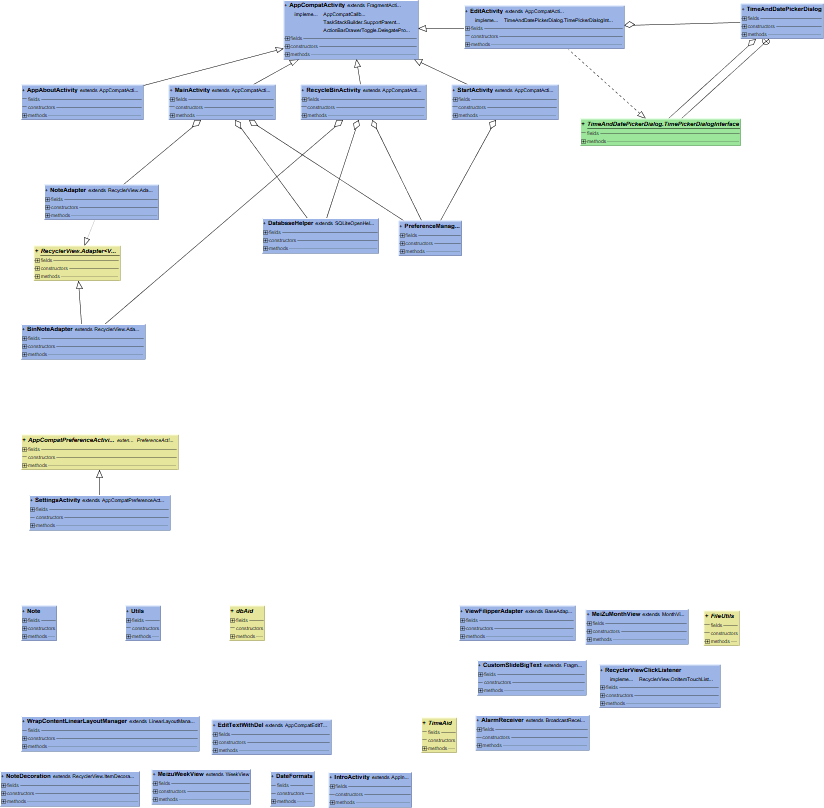 + AppCompatActivity extends FragmentActi...
impleme... AppCompatCallb...
TaskStackBuilder.SupportParent...
ActionBarDrawerToggle.DelegatePro...
fields
constructors
methods
+ EditActivity extends AppCompatActi...
impleme... TimeAndDatePickerDialog.TimePickerDialogInt...
fields
constructors
methods
+ TimeAndDatePickerDialog
fields
constructors
methods
+ AppAboutActivity extends AppCompatActi...
fields
constructors
methods
+ MainActivity extends AppCompatActi...
fields
constructors
methods
+ RecycleBinActivity extends AppCompatActi...
fields
constructors
methods
+ StartActivity extends AppCompatActi...
fields
constructors
methods
+ TimeAndDatePickerDialog.TimePickerDialogInterface
fields
methods
+ NoteAdapter extends RecyclerView.Ada...
fields
constructors
methods
+ DatabaseHelper extends SQLiteOpenHel...
fields
constructors
methods
+ PreferenceManag...
fields
constructors
methods
+ RecyclerView.Adapter<V...
fields
constructors
methods
+ BinNoteAdapter extends RecyclerView.Ada...
fields
constructors
methods
+ AppCompatPreferenceActivi... exten... PreferenceActi...
fields
constructors
methods
+ SettingsActivity extends AppCompatPreferenceAct...
fields
constructors
methods
+ Note
fields
constructors
methods
+ Utils
fields
constructors
methods
+ dbAid
fields
constructors
methods
+ ViewFilipperAdapter extends BaseAdap...
fields
constructors
methods
+ MeiZuMonthView extends MonthVi...
fields
constructors
methods
+ FileUtils
fields
constructors
methods
+ CustomSlideBigText extends Fragm...
fields
constructors
methods
+ RecyclerViewClickListener
impleme... RecyclerView.OnItemTouchList...
fields
constructors
methods
+ WrapContentLinearLayoutManager extends LinearLayoutMana...
fields
constructors
methods
+ EditTextWithDel extends AppCompatEditT...
fields
constructors
methods
+ TimeAid
fields
constructors
methods
+ AlarmReceiver extends BroadcastRecei...
fields
constructors
methods
+ NoteDecoration extends RecyclerView.ItemDecora...
fields
constructors
methods
+ MeizuWeekView extends WeekView
fields
constructors
methods
+ DateFormats
fields
constructors
methods
+ IntroActivity extends AppIn...
fields
constructors
methods